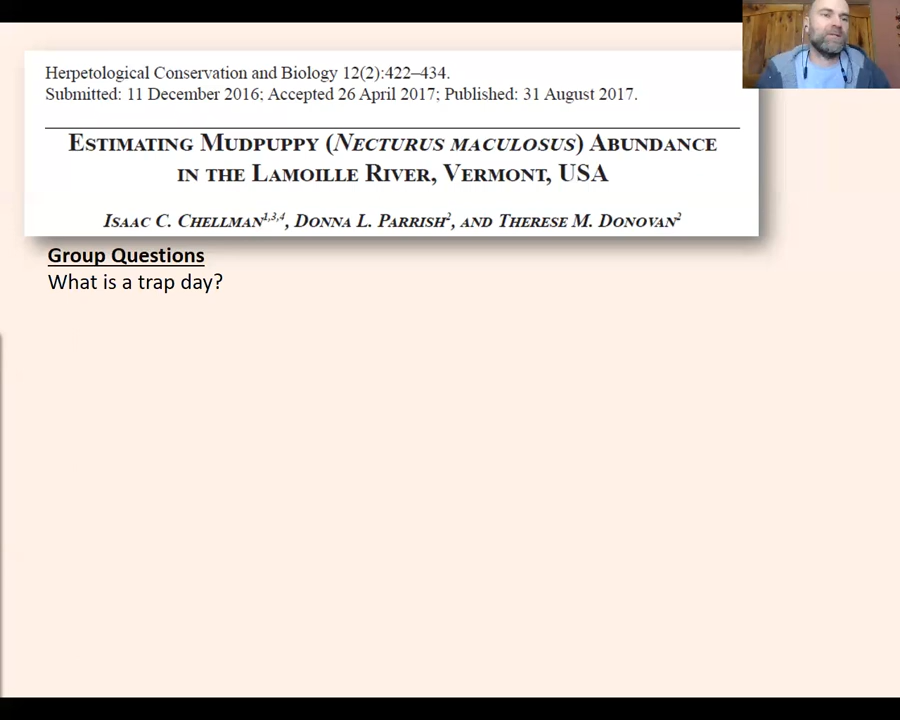 Herpetological Conservation and Biology 12(2):422–434.
Submitted: 11 December 2016; Accepted 26 April 2017; Published: 31 August 2017.
Estimating Mudpuppy (Necturus maculosus) Abundance
in the Lamoille River, Vermont, USA
Isaac C. Chellman1,3,4, Donna L. Parrish2, and Therese M. Donovan2
Group Questions
What is a trap day?